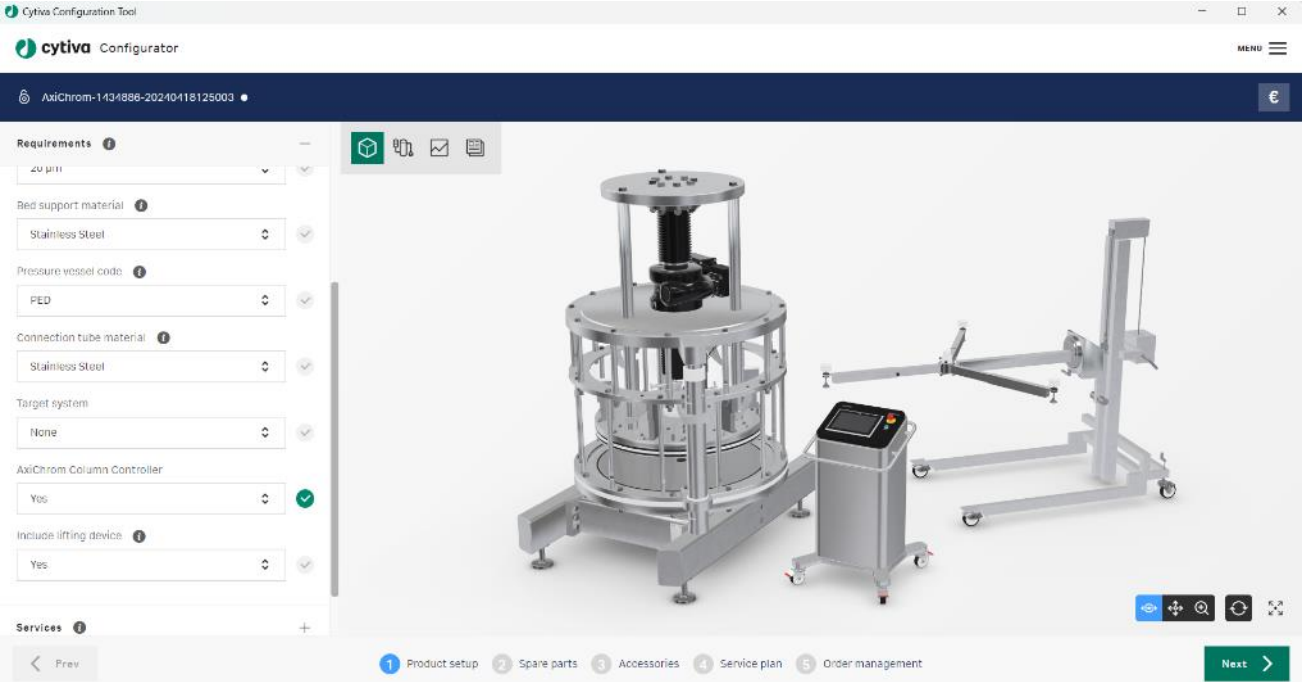 Cytiva Configuration Tool
cytiva Configurator
MENU
AxiChrom-1434886-20240418125003
€
Requirements
20 µm
Bed support material
Stainless Steel
Pressure vessel code
PED
Connection tube material
Stainless Steel
Target system
None
AxiChrom Column Controller
Yes
Include lifting device
Yes
Services
Prev
1 Product setup 2 Spare parts 3 Accessories 4 Service plan 5 Order management
Next